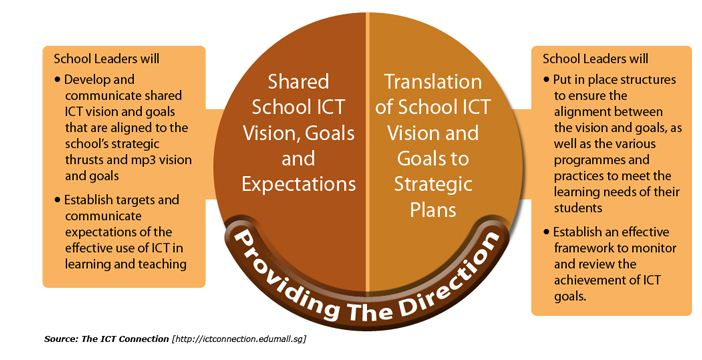 School Leaders will
• Develop and
communicate shared
ICT vision and goals
that are aligned to the
school's strategic
thrusts and mp3 vision
and goals
• Establish targets and
communicate
expectations of the
effective use of ICT in
learning and teaching
Shared
School ICT
Vision, Goals
and
Expectations
Translation
of School ICT
Vision and
Goals to
Strategic
Plans
Providing The Direction
School Leaders will
• Put in place structures
to ensure the
alignment between
the vision and goals, as
well as the various
programmes and
practices to meet the
learning needs of their
students
• Establish an effective
framework to monitor
and review the
achievement of ICT
goals.
Source: The ICT Connection [http://ictconnection.edumall.sg]